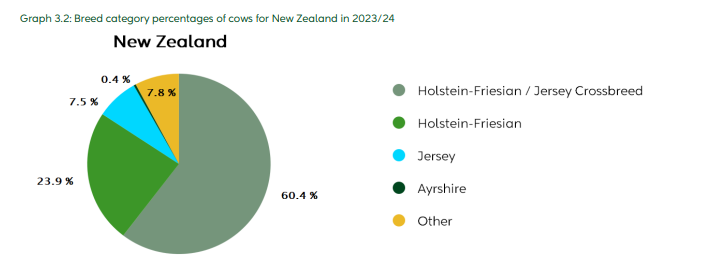 Graph 3.2: Breed category percentages of cows for New Zealand in 2023/24
New Zealand
0.4 %
7.8 %
7.5 %
23.9 %
60.4 %
Holstein-Friesian / Jersey Crossbreed
Holstein-Friesian
Jersey
Ayrshire
Other